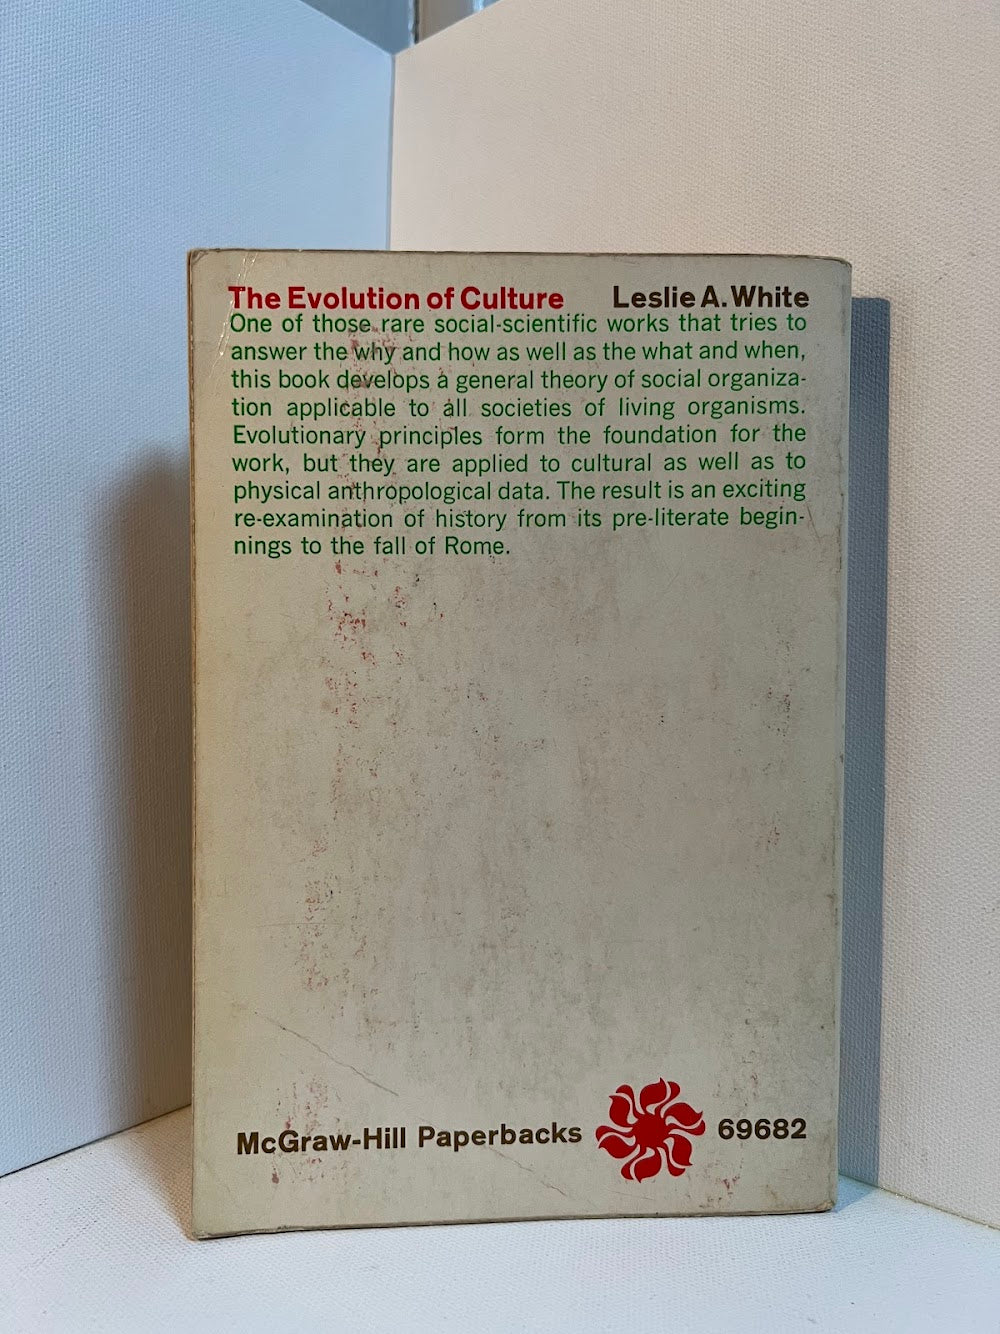 The Evolution of Culture Leslie A. White
One of those rare social-scientific works that tries to
answer the why and how as well as the what and when,
this book develops a general theory of social organiza-
tion applicable to all societies of living organisms.
Evolutionary principles form the foundation for the
work, but they are applied to cultural as well as to
physical anthropological data. The result is an exciting
re-examination of history from its pre-literate begin-
nings to the fall of Rome.
McGraw-Hill Paperbacks 69682